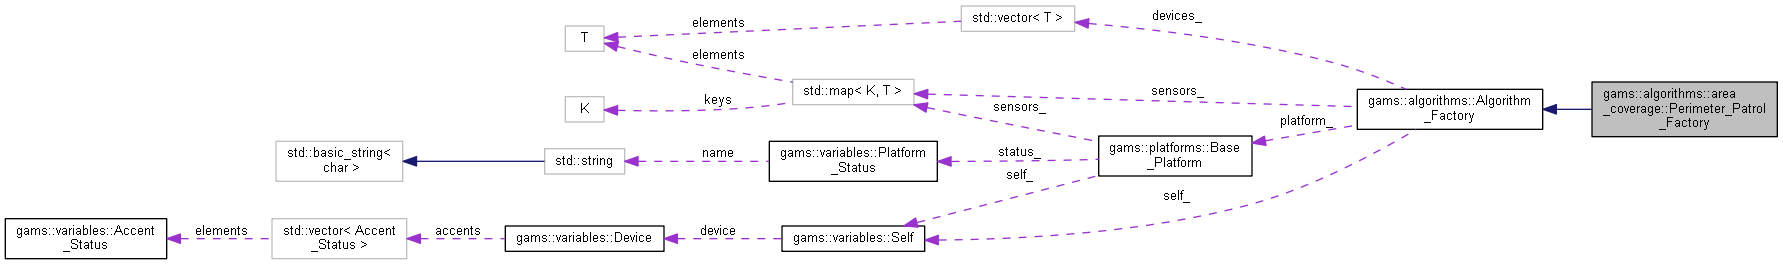 devices_
std::vector< T >
elements
T
elements
gams::algorithms::area
_coverage::Perimeter_Patrol
_Factory
sensors_
std::map< K, T >
gams::algorithms::Algorithm
_Factory
keys
K
sensors_
platform_
std::basic_string<
char >
std::string
name
gams::variables::Platform
_Status
status_
gams::platforms::Base
_Platform
self_
self_
gams::variables::Accent
_Status
elements
std::vector< Accent
_Status >
accents
gams::variables::Device
device
gams::variables::Self